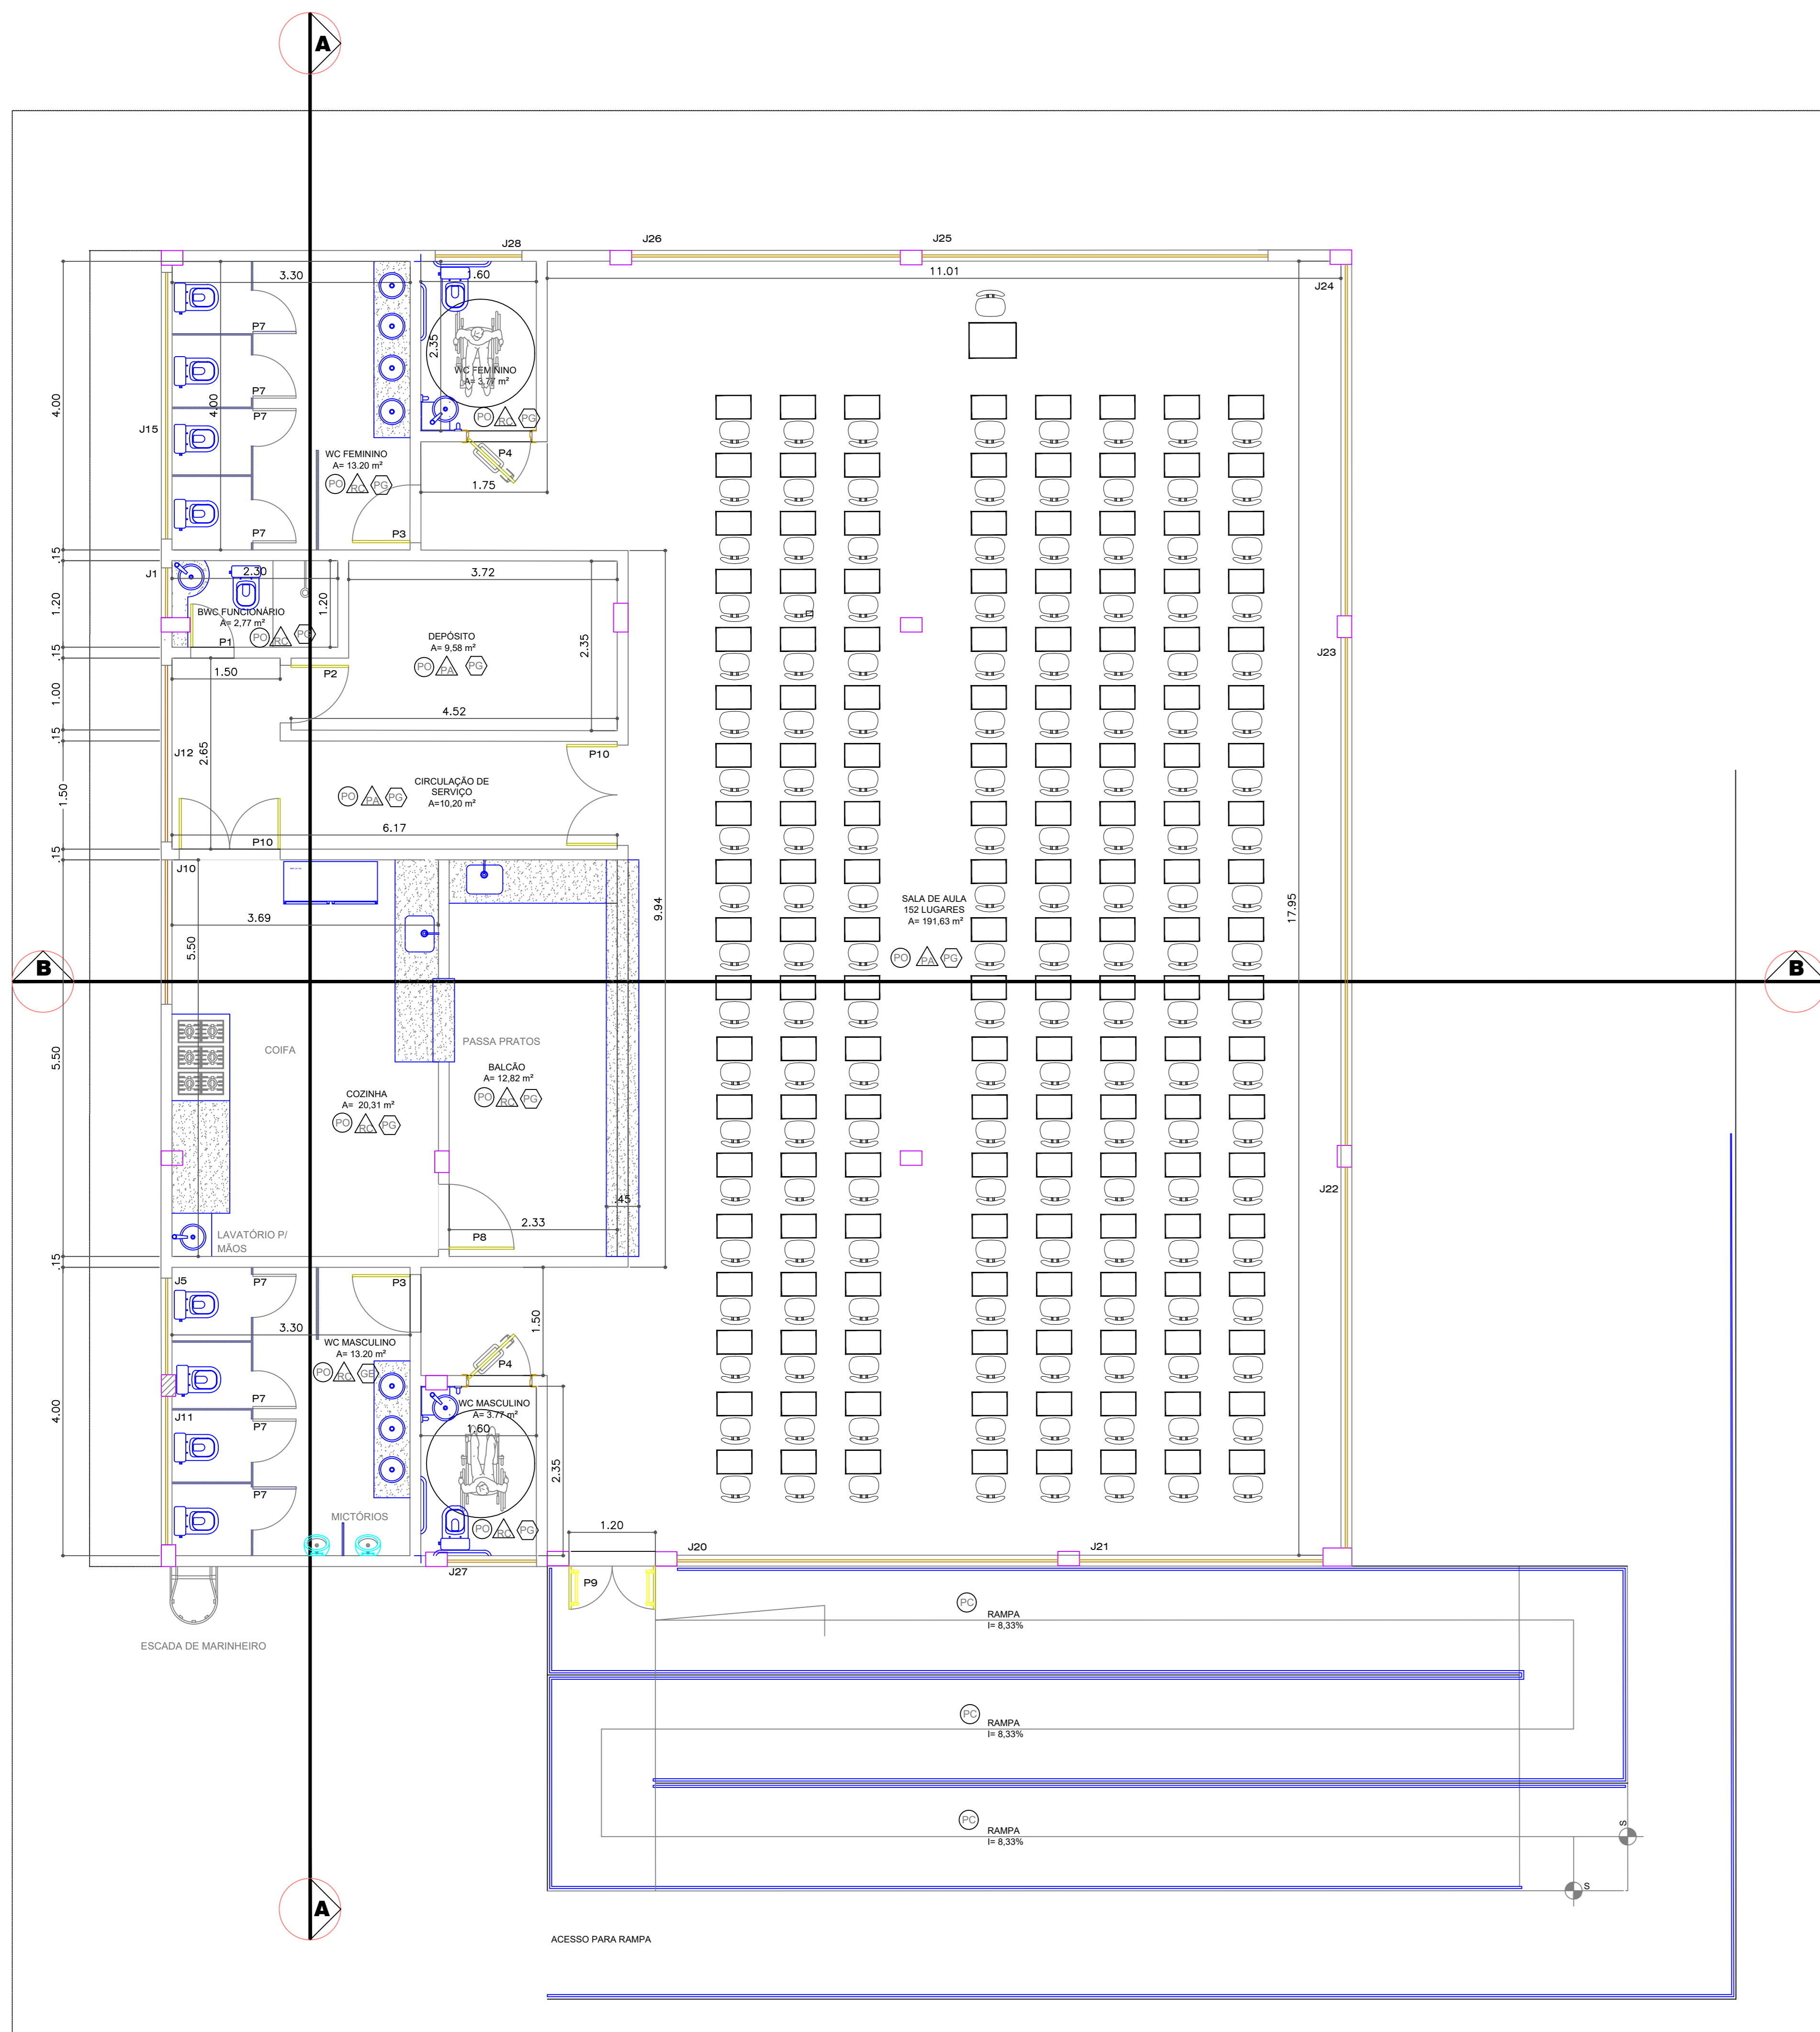 A
J28
J26
J25
11.01
3.30
1.60
J24
P7
2.35
WC FEMININO
A= 3,77 m²
PO
RC
PG
P7
4.00
4.00
P7
J15
WC FEMININO
A= 13.20 m²
PO
RC
PG
P4
1.75
P7
P3
.15
J1
2.30
3.72
1.20
1.20
BWC FUNCIONÁRIO
A= 2,77 m²
PO
RC
PG
P1
DEPÓSITO
A= 9,58 m²
PO
PA
PG
2.35
J23
.15
1.50
P2
1.00
4.52
.15
J12
2.65
P10
CIRCULAÇÃO DE
SERVIÇO
A=10,20 m²
PO
PA
PG
1.50
6.17
P10
.15
J10
3.69
9.94
SALA DE AULA
152 LUGARES
A= 191,63 m²
PO
PA
PG
17.95
5.50
B
B
COIFA
PASSA PRATOS
5.50
BALCÃO
A= 12,82 m²
PO
RC
PG
COZINHA
A= 20,31 m²
PO
RC
PG
J22
.45
2.33
LAVATÓRIO P/
MÃOS
P8
.15
J5
P7
P3
3.30
1.50
WC MASCULINO
A= 13.20 m²
PO
RC
GE
P4
P7
4.00
J11
P7
WC MASCULINO
A= 3.77 m²
1.60
2.35
P7
MICTÓRIOS
PO
RC
PG
1.20
J20
J21
J27
P9
PC
RAMPA
I= 8,33%
ESCADA DE MARINHEIRO
PC
RAMPA
I= 8,33%
PC
RAMPA
I= 8,33%
S
S
A
ACESSO PARA RAMPA